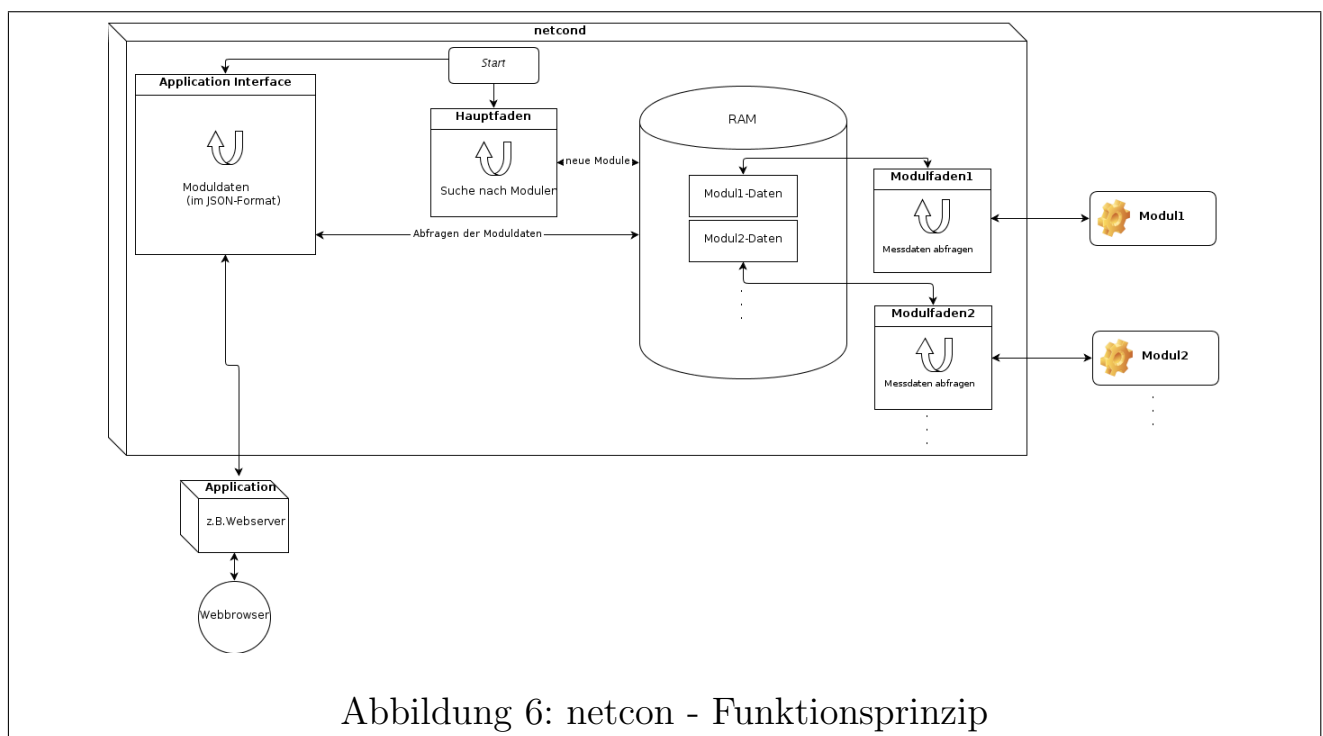 netcond
Start
Application Interface
Moduldaten
(im JSON-Format)
Hauptfaden
Suche nach Modulen
neue Module
Abfragen der Moduldaten
RAM
Modul1-Daten
Modul2-Daten
Modulfaden1
Messdaten abfragen
Modul1
Modulfaden2
Messdaten abfragen
Modul2
Application
z.B.Webserver
Webbrowser
Abbildung 6: netcon - Funktionsprinzip